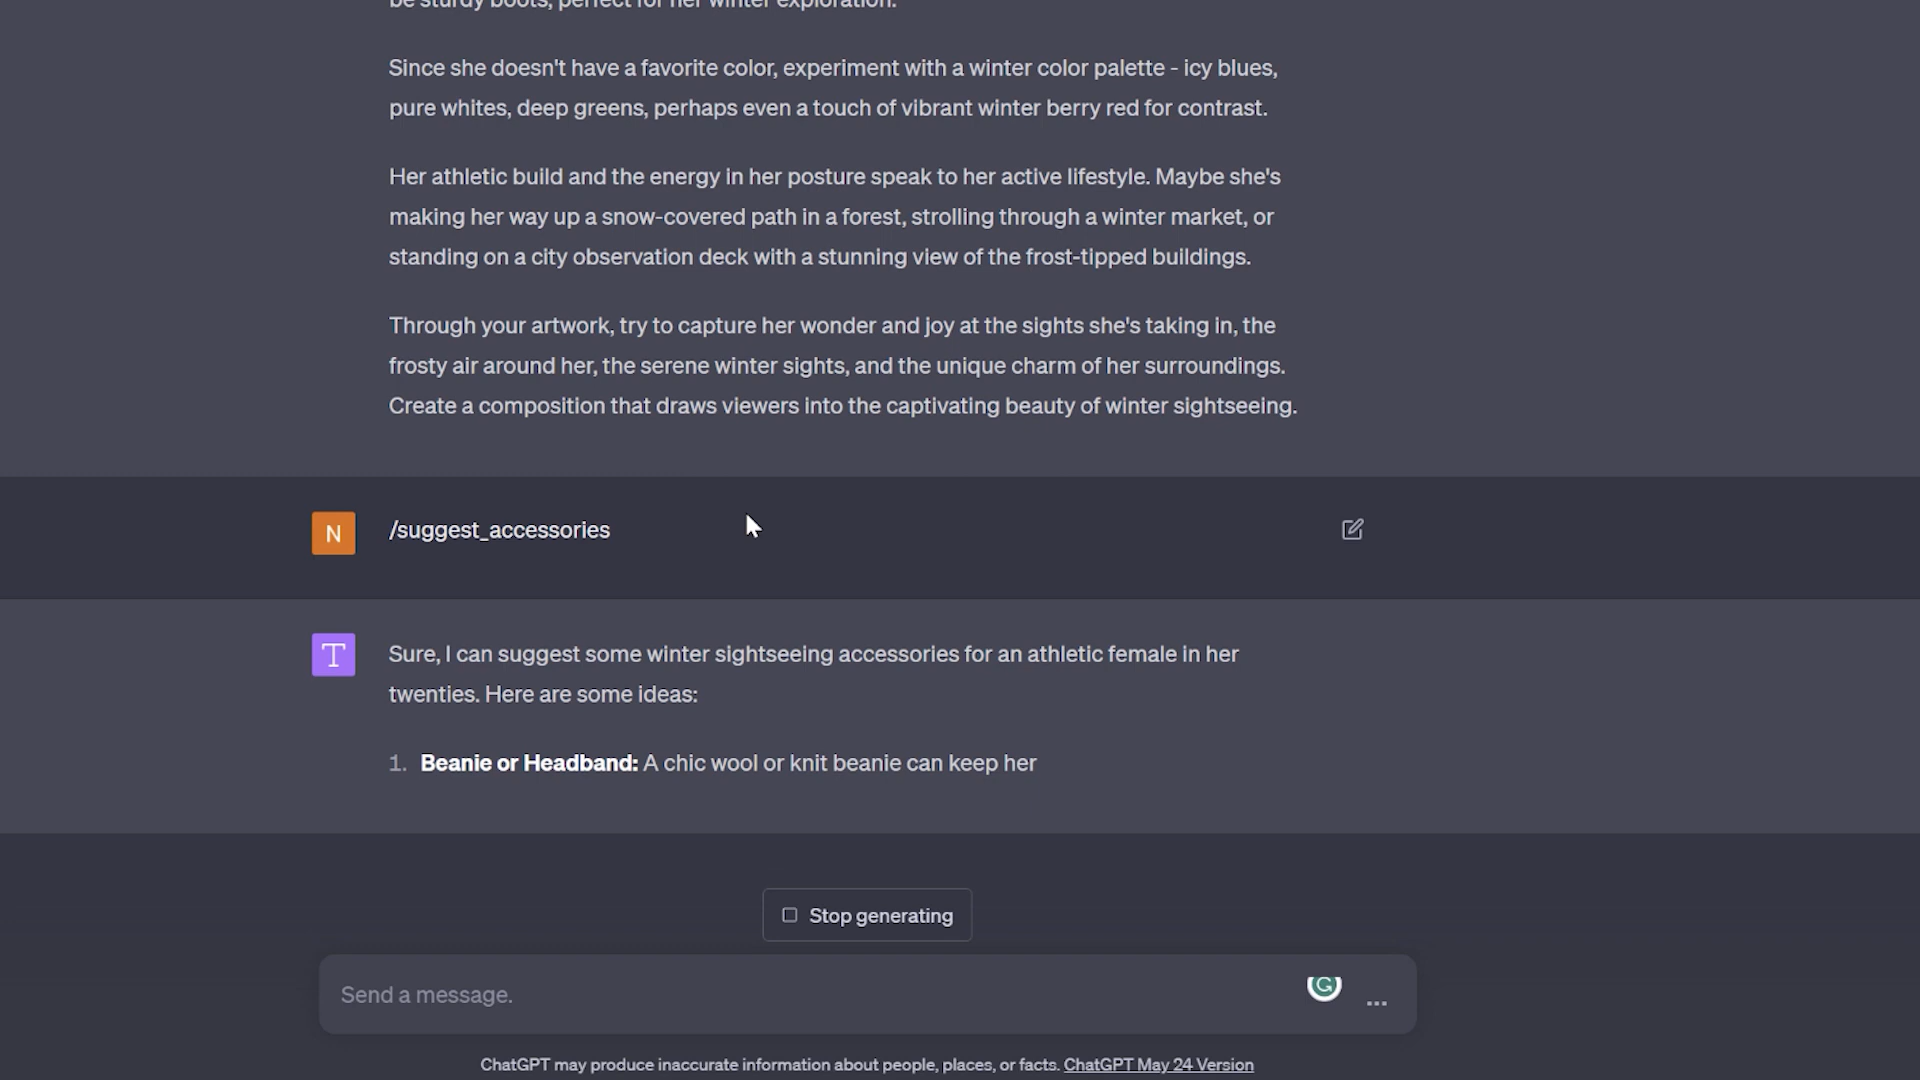 be sturdy boots, perfect for her winter exploration.
Since she doesn't have a favorite color, experiment with a winter color palette - icy blues,
pure whites, deep greens, perhaps even a touch of vibrant winter berry red for contrast.
Her athletic build and the energy in her posture speak to her active lifestyle. Maybe she's
making her way up a snow-covered path in a forest, strolling through a winter market, or
standing on a city observation deck with a stunning view of the frost-tipped buildings.
Through your artwork, try to capture her wonder and joy at the sights she's taking in, the
frosty air around her, the serene winter sights, and the unique charm of her surroundings.
Create a composition that draws viewers into the captivating beauty of winter sightseeing.
N /suggest_accessories
T Sure, I can suggest some winter sightseeing accessories for an athletic female in her
twenties. Here are some ideas:
1. Beanie or Headband: A chic wool or knit beanie can keep her
Stop generating
Send a message.
G ...
ChatGPT may produce inaccurate information about people, places, or facts. ChatGPT May 24 Version